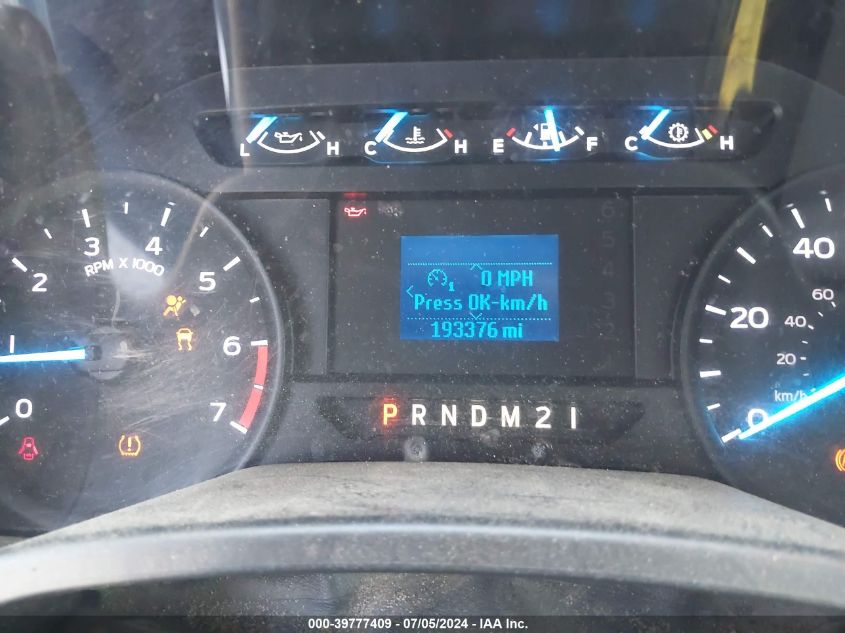 L H C H E F C H
0 1 2 3 4 5 6 7
RPM X 1000
0 MPH
Press OK-km/h
193376 mi
P R N D M 2 1
0 20 40
20 40 60
km/h
000-39777409 - 07/05/2024 - IAA Inc.